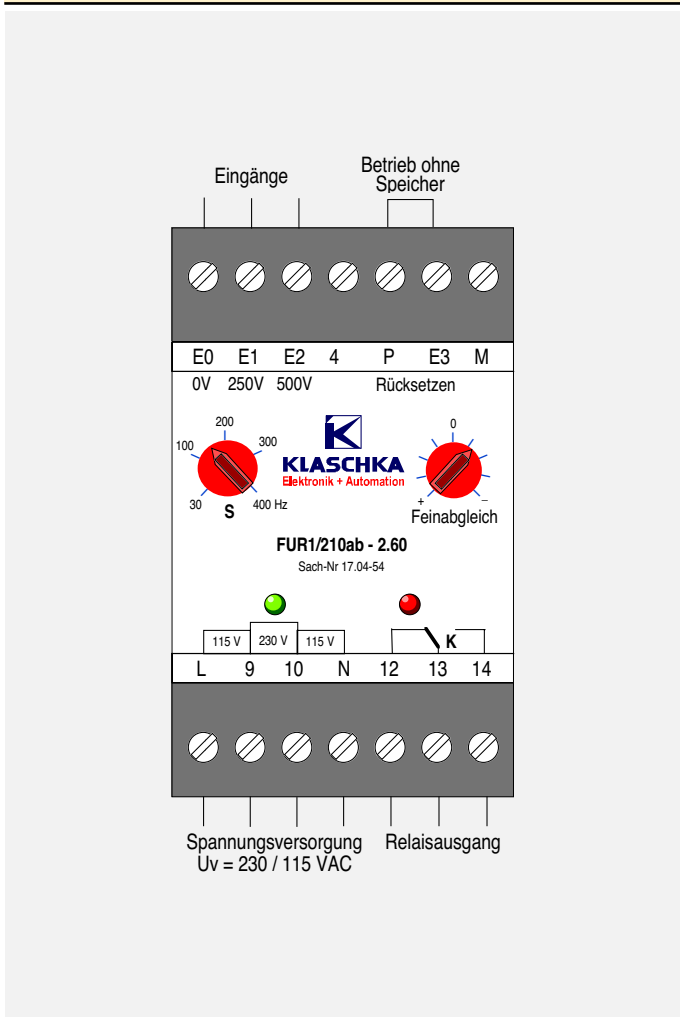 Eingänge
Betrieb ohne
Speicher
E0 E1 E2 4 P E3 M
0V 250V 500V Rücksetzen
200
100 300
30 400 Hz
S
KLASCHKA
Elektronik + Automation
0
+ –
Feinabgleich
FUR1/210ab - 2.60
Sach-Nr 17.04-54
115 V 230 V 115 V K
L 9 10 N 12 13 14
Spannungsversorgung
Uv = 230 / 115 VAC
Relaisausgang